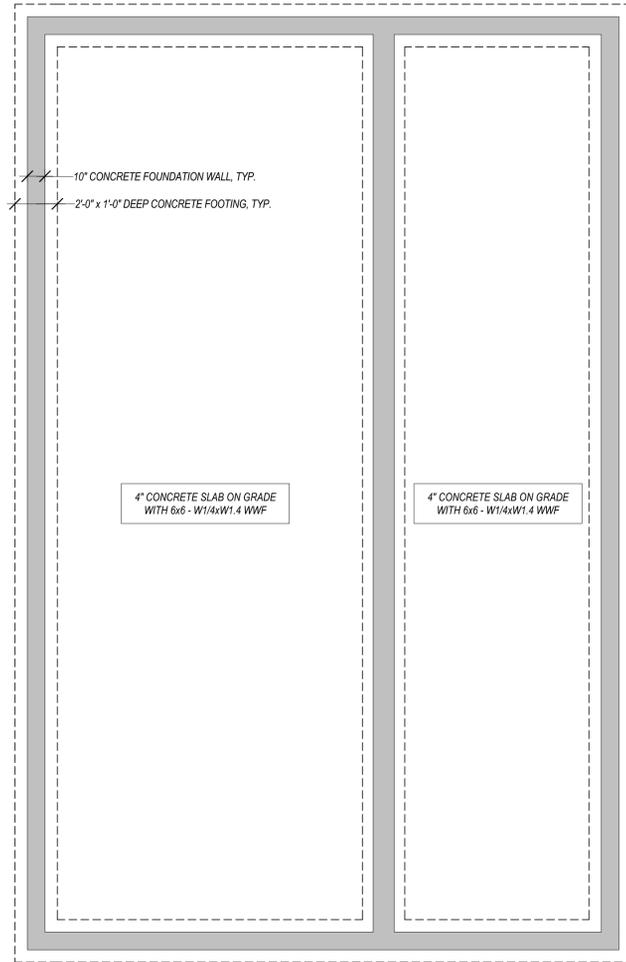 10" CONCRETE FOUNDATION WALL, TYP.
2'-0" x 1'-0" DEEP CONCRETE FOOTING, TYP.
4" CONCRETE SLAB ON GRADE
WITH 6x6 - W1/4xW1.4 WWF
4" CONCRETE SLAB ON GRADE
WITH 6x6 - W1/4xW1.4 WWF